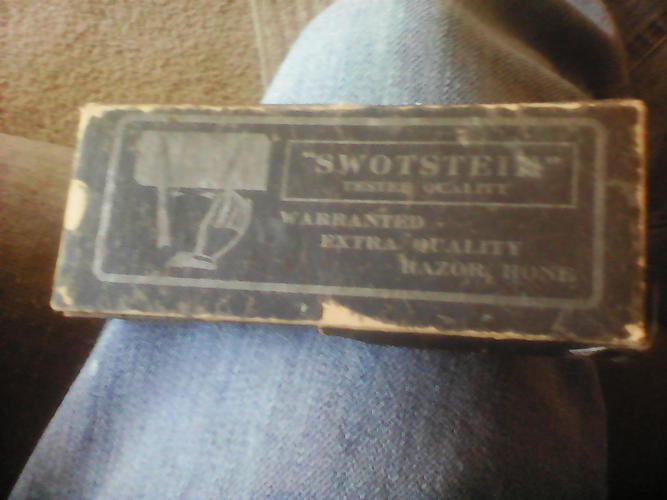 "SWOTSTEIN"
TESTED QUALITY
WARRANTED
EXTRA QUALITY
RAZOR HONE